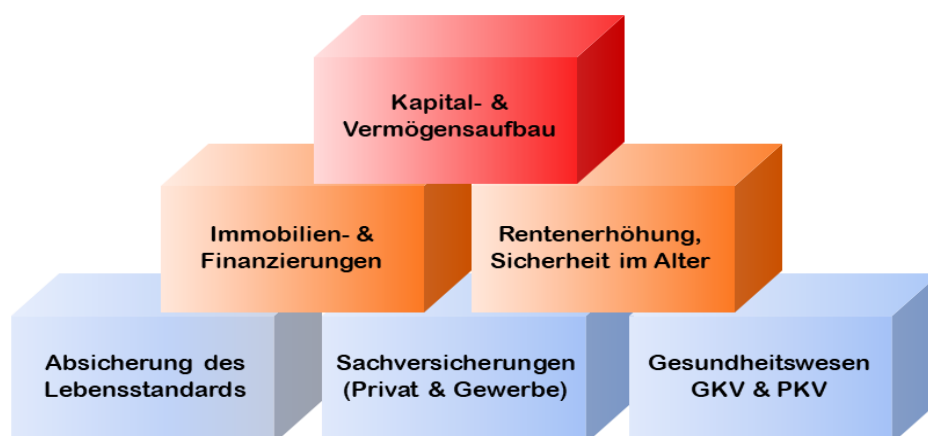 Kapital- &
Vermögensaufbau
Immobilien- &
Finanzierungen
Rentenerhöhung,
Sicherheit im Alter
Absicherung des
Lebensstandards
Sachversicherungen
(Privat & Gewerbe)
Gesundheitswesen
GKV & PKV